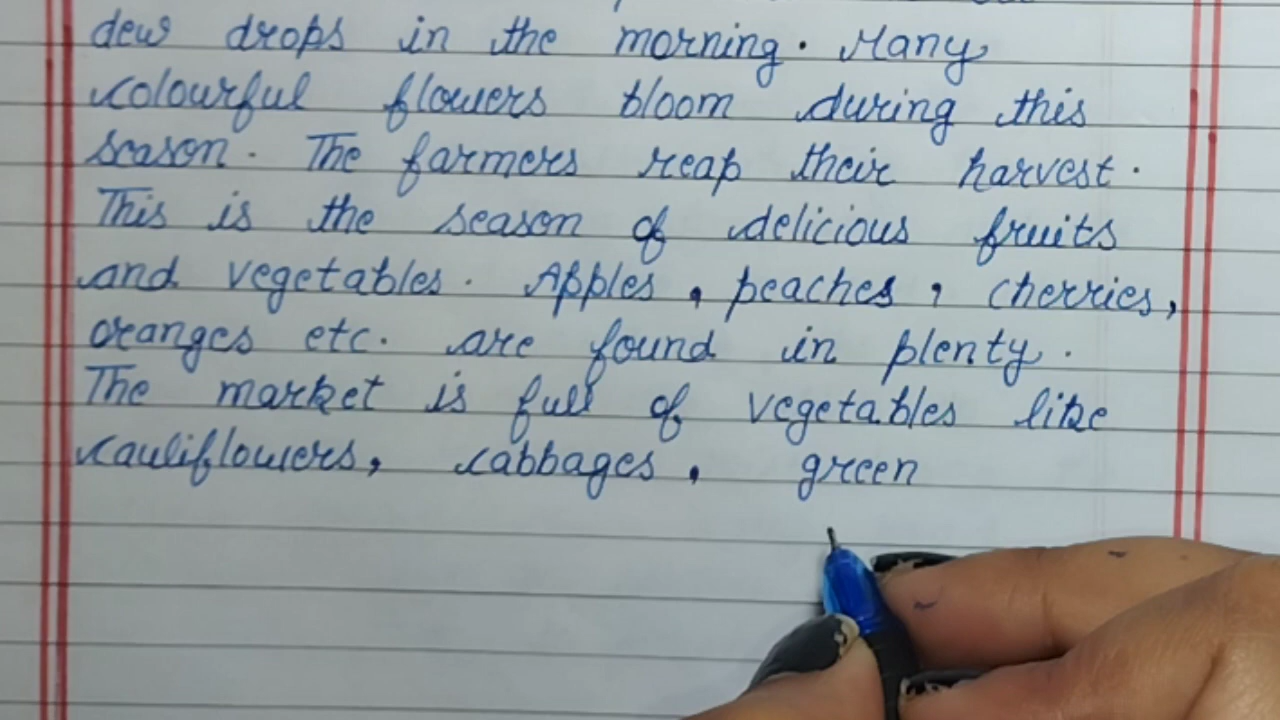 dew drops in the morning. Many
colourful flowers bloom during this
season. The farmers reap their harvest.
This is the season of delicious fruits
and vegetables. Apples, peaches, cherries,
oranges etc. are found in plenty.
The market is full of vegetables like
cauliflowers, cabbages, green